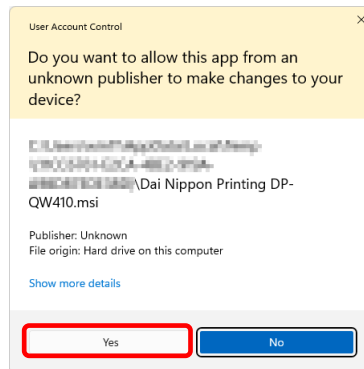 User Account Control
Do you want to allow this app from an
unknown publisher to make changes to your
device?
\Dai Nippon Printing DP-
QW410.msi
Publisher: Unknown
File origin: Hard drive on this computer
Show more details
Yes
No